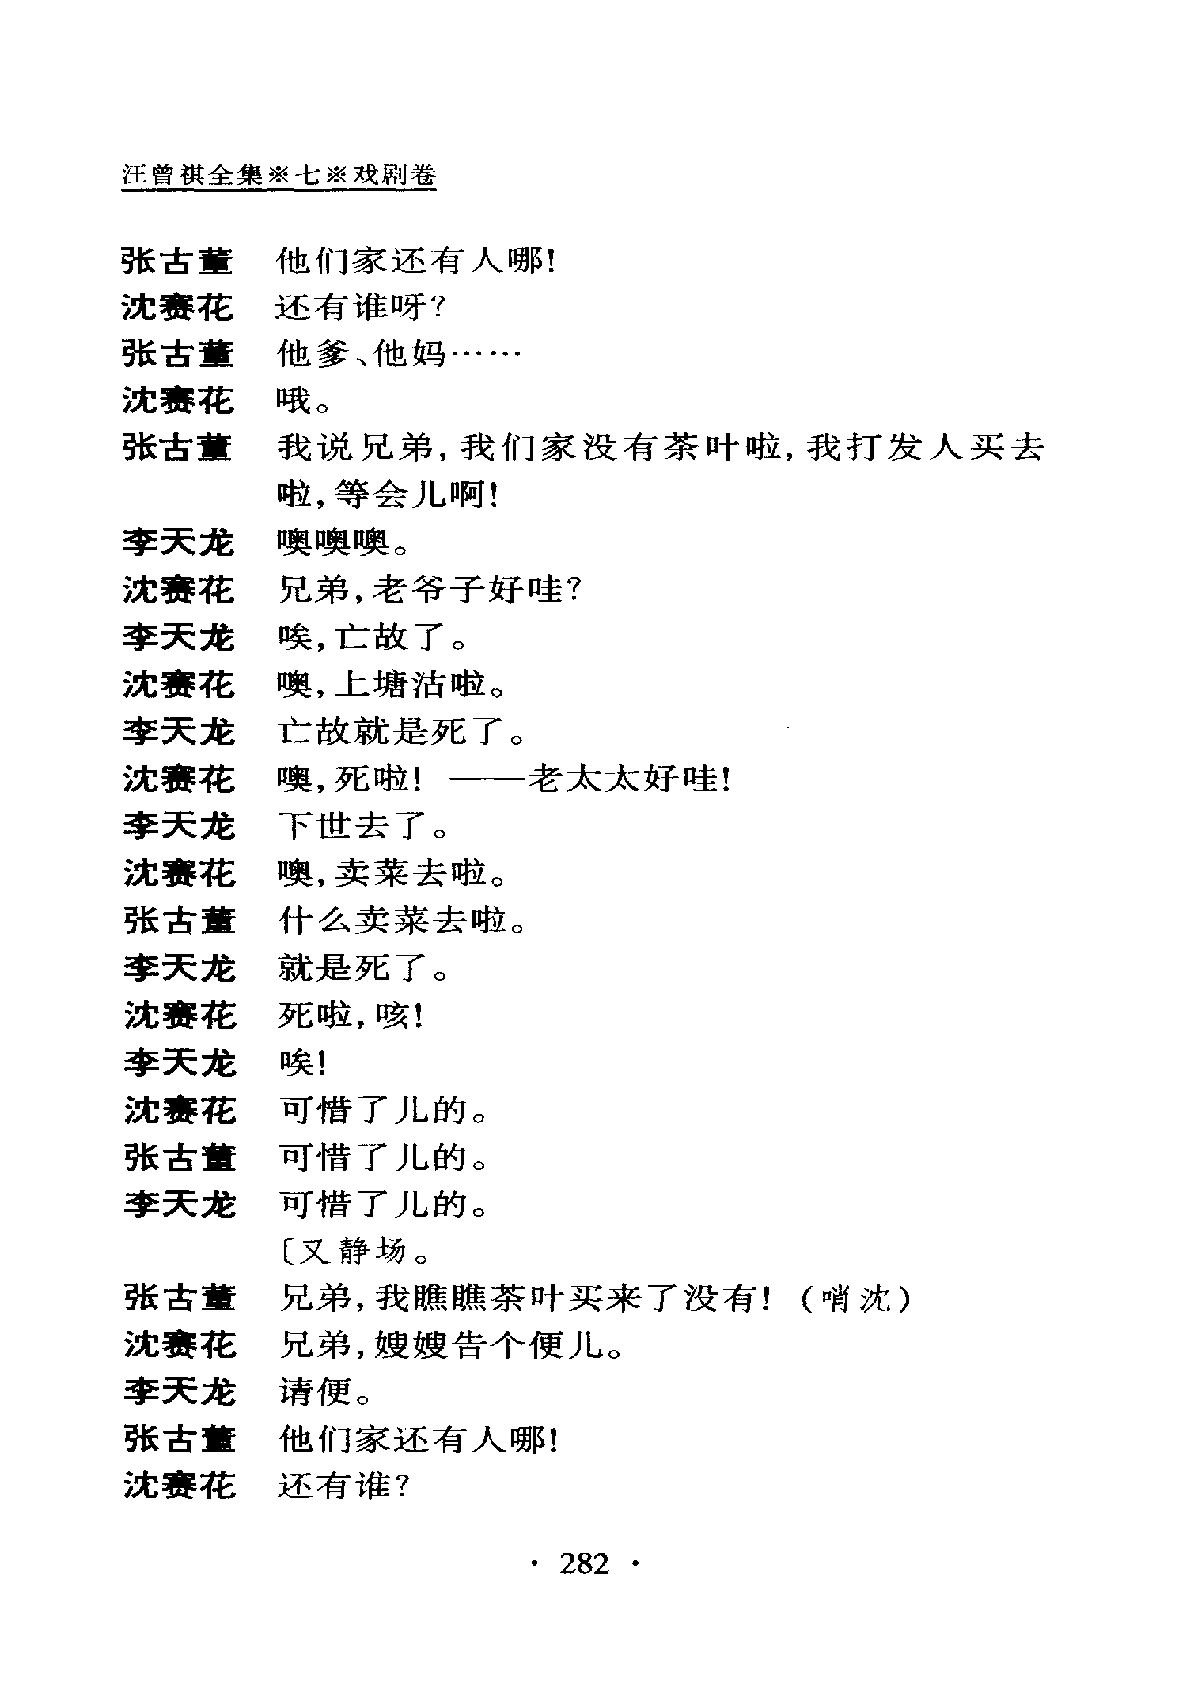 汪曾祺全集※七※戏剧卷
张古董 他们家还有人哪!
沈赛花 还有谁呀?
张古董 他爹、他妈……
沈赛花 哦。
张古董 我说兄弟,我们家没有茶叶啦,我打发人买去
啦,等会儿啊!
李天龙 噢噢噢。
沈赛花 兄弟,老爷子好哇?
李天龙 唉,亡故了。
沈赛花 噢,上塘沽啦。
李天龙 亡故就是死了。
沈赛花 噢,死啦! ——老太太好哇!
李天龙 下世去了。
沈赛花 噢,卖菜去啦。
张古董 什么卖菜去啦。
李天龙 就是死了。
沈赛花 死啦,咳!
李天龙 唉!
沈赛花 可惜了儿的。
张古董 可惜了儿的。
李天龙 可惜了儿的。
〔又静场。
张古董 兄弟,我瞧瞧茶叶买来了没有! (哨沈)
沈赛花 兄弟,嫂嫂告个便儿。
李天龙 请便。
张古董 他们家还有人哪!
沈赛花 还有谁?
· 282 ·